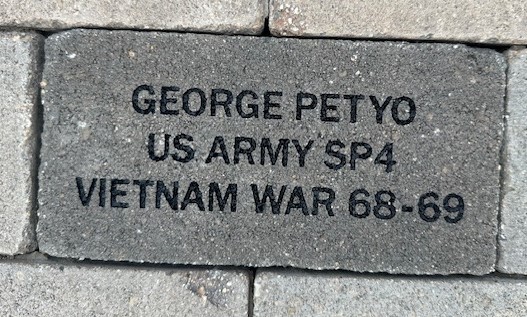 GEORGE PETYO
US ARMY SP4
VIETNAM WAR 68-69